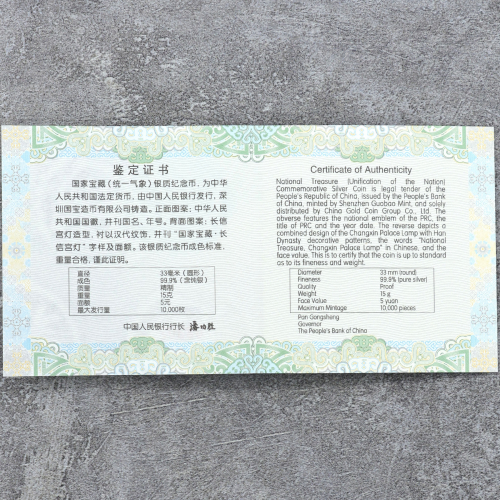 鉴定证书
国家宝藏（统一气象）银质纪念币，为中华
人民共和国法定货币，由中国人民银行发行，深
圳国宝造币有限公司铸造。正面图案：中华人民
共和国国徽，并刊国名、年号。背面图案：长信
宫灯造型，衬以汉代纹饰，并刊“国家宝藏·长
信宫灯”字样及面额。该银质纪念币成色标准，
重量合格，谨此证明。
直径 33毫米（圆形）
成色 99.9%（含纯银）
质量 精制
重量 15克
面额 5元
最大发行量 10,000枚
中国人民银行行长 潘功胜
Certificate of Authenticity
National Treasure (Unification of the Nation)
Commemorative Silver Coin is legal tender of the
People's Republic of China, issued by the People's Bank
of China, minted by Shenzhen Guobao Mint, and solely
distributed by China Gold Coin Group Co., Ltd. The
obverse features the national emblem of the PRC, the
title of PRC and the year date. The reverse depicts a
combined design of the Changxin Palace Lamp with Han
Dynasty decorative patterns, the words "National
Treasure, Changxin Palace Lamp" in Chinese, and the
face value. This is to certify that the coin is up to standard
as to its fineness and weight.
Diameter 33 mm (round)
Fineness 99.9% (pure silver)
Quality Proof
Weight 15 g
Face Value 5 yuan
Maximum Mintage 10,000 pieces
Pan Gongsheng
Governor
The People's Bank of China